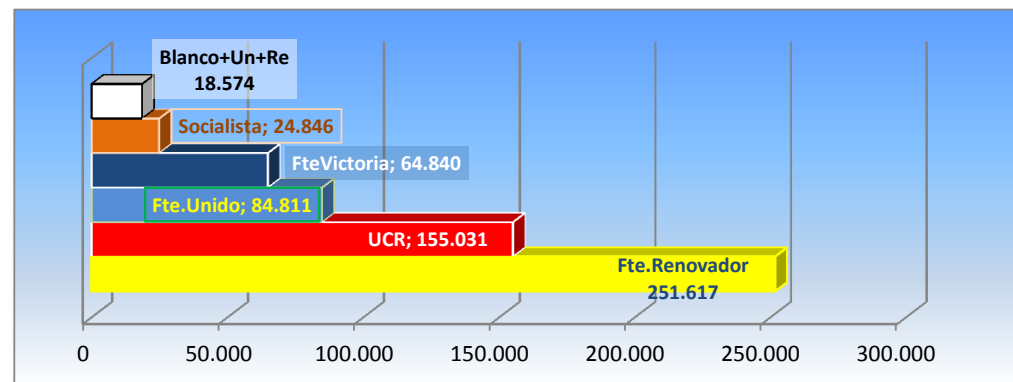 Blanco+Un+Re
18.574
Socialista; 24.846
FteVictoria; 64.840
Fte.Unido; 84.811
UCR; 155.031
Fte.Renovador
251.617
0 50.000 100.000 150.000 200.000 250.000 300.000